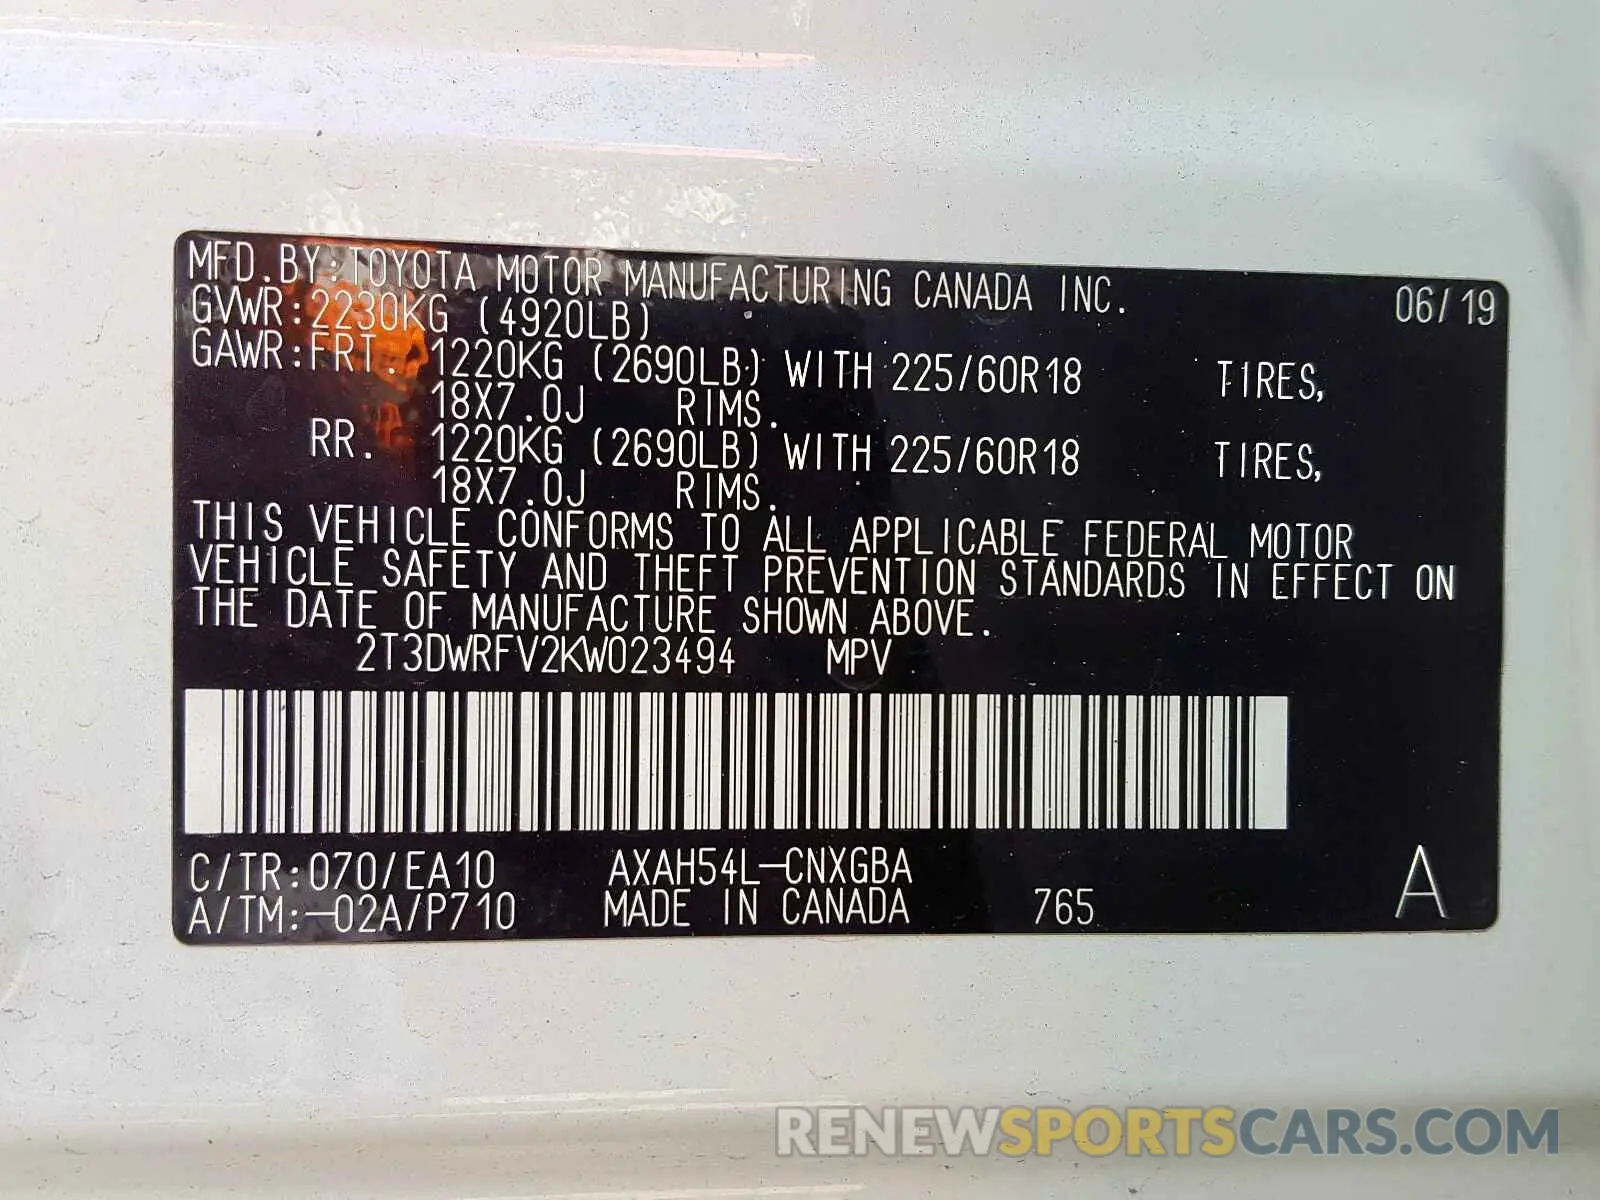 MFD.BY:TOYOTA MOTOR MANUFACTURING CANADA INC. 06/19
GVWR:2230KG (4920LB)
GAWR:FRT. 1220KG (2690LB) WITH 225/60R18 TIRES,
18X7.0J RIMS.
RR. 1220KG (2690LB) WITH 225/60R18 TIRES,
18X7.0J RIMS.
THIS VEHICLE CONFORMS TO ALL APPLICABLE FEDERAL MOTOR
VEHICLE SAFETY AND THEFT PREVENTION STANDARDS IN EFFECT ON
THE DATE OF MANUFACTURE SHOWN ABOVE.
2T3DWRFV2KW023494 MPV
C/TR:070/EA10 AXAH54L-CNXGBA
A/TM:-02A/P710 MADE IN CANADA 765 A
RENEWSPORTSCARS.COM